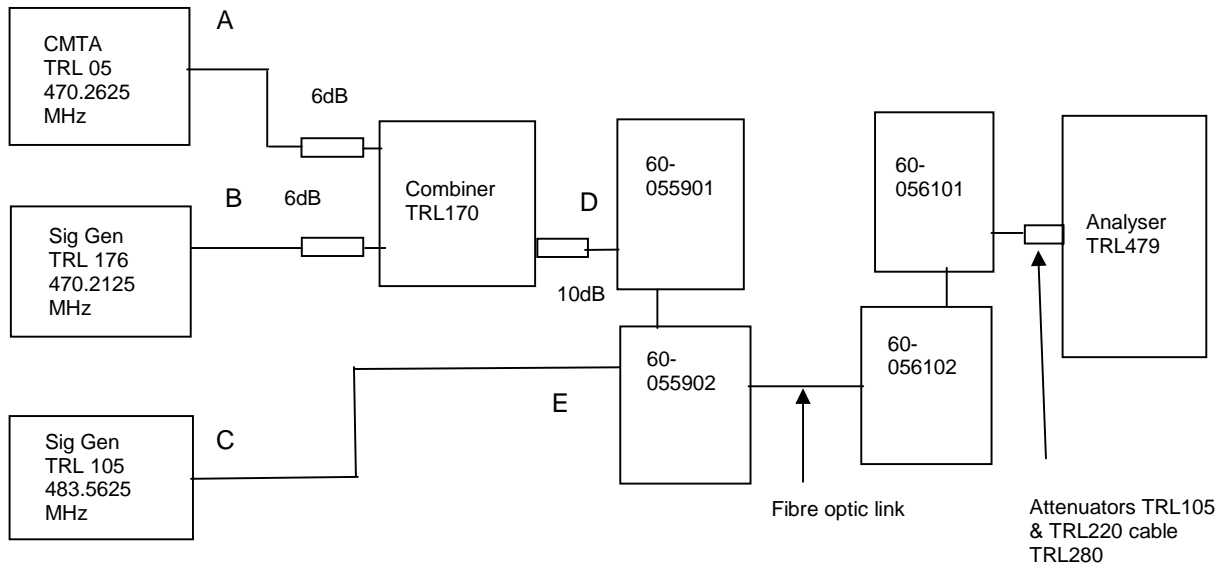 A
CMTA
TRL 05
470.2625
MHz
6dB
B
6dB
Sig Gen
TRL 176
470.2125
MHz
Combiner
TRL170
D
10dB
60-
055901
60-
056101
Analyser
TRL479
60-
055902
60-
056102
E
C
Sig Gen
TRL 105
483.5625
MHz
Fibre optic link
Attenuators TRL105
& TRL220 cable
TRL280